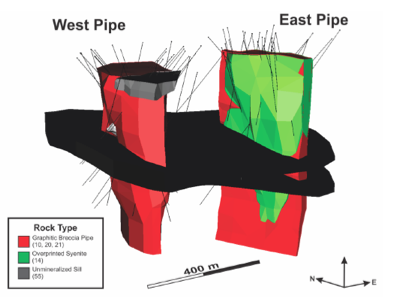 West Pipe
East Pipe
Rock Type
Graphitic Breccia Pipe
(10, 20, 21)
Overprinted Syenite
(14)
Unmineralized Sill
(55)
400 m
N
E